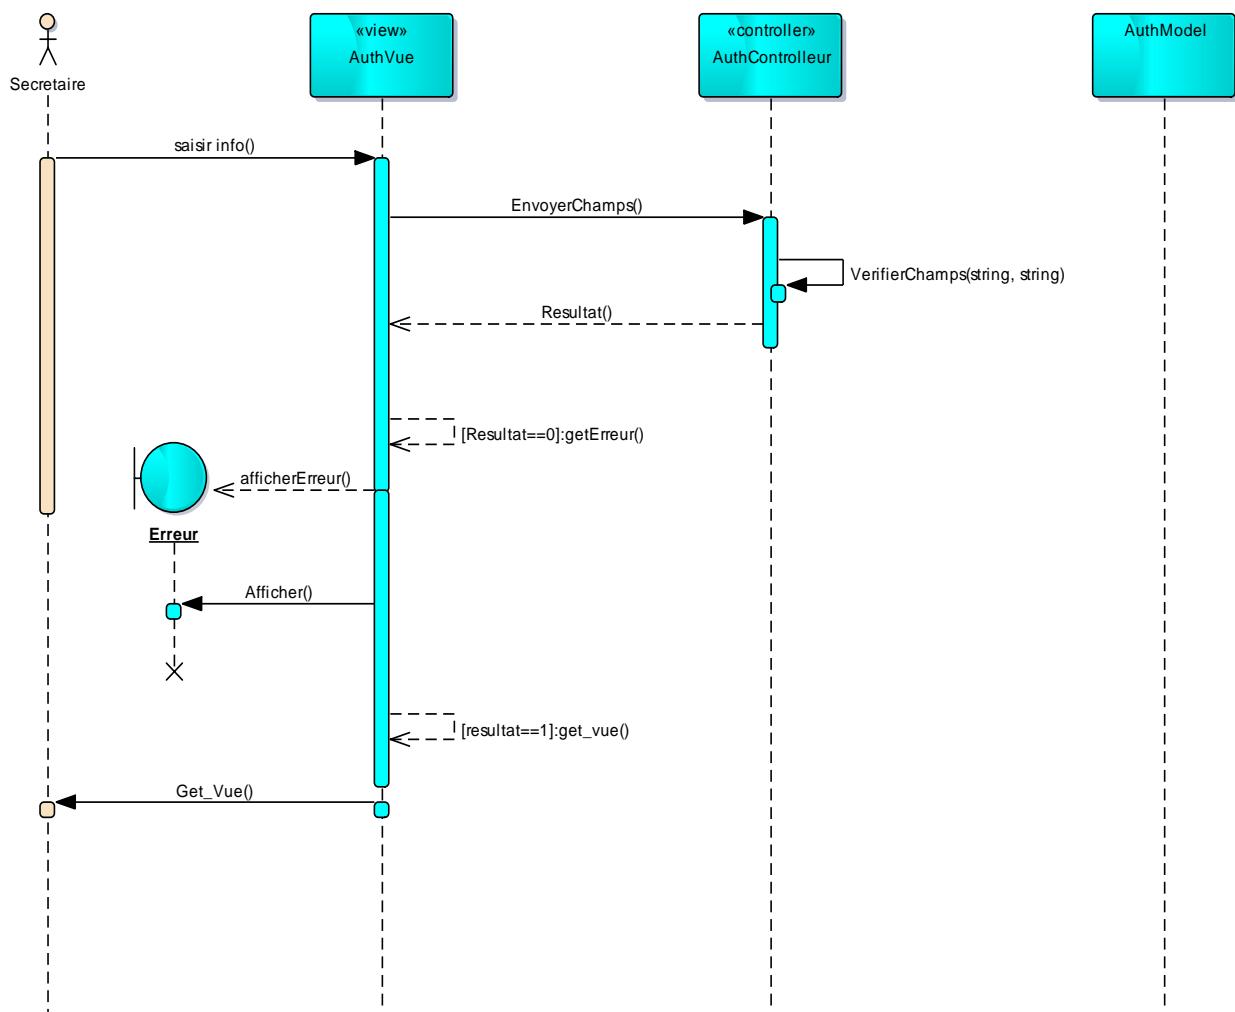 «view»
AuthVue
«controller»
AuthControlleur
AuthModel
Secretaire
saisir info()
EnvoyerChamps()
VerifierChamps(string, string)
Resultat()
[Resultat==0]:getErreur()
afficherErreur()
Erreur
Afficher()
[resultat==1]:get_vue()
Get_Vue()